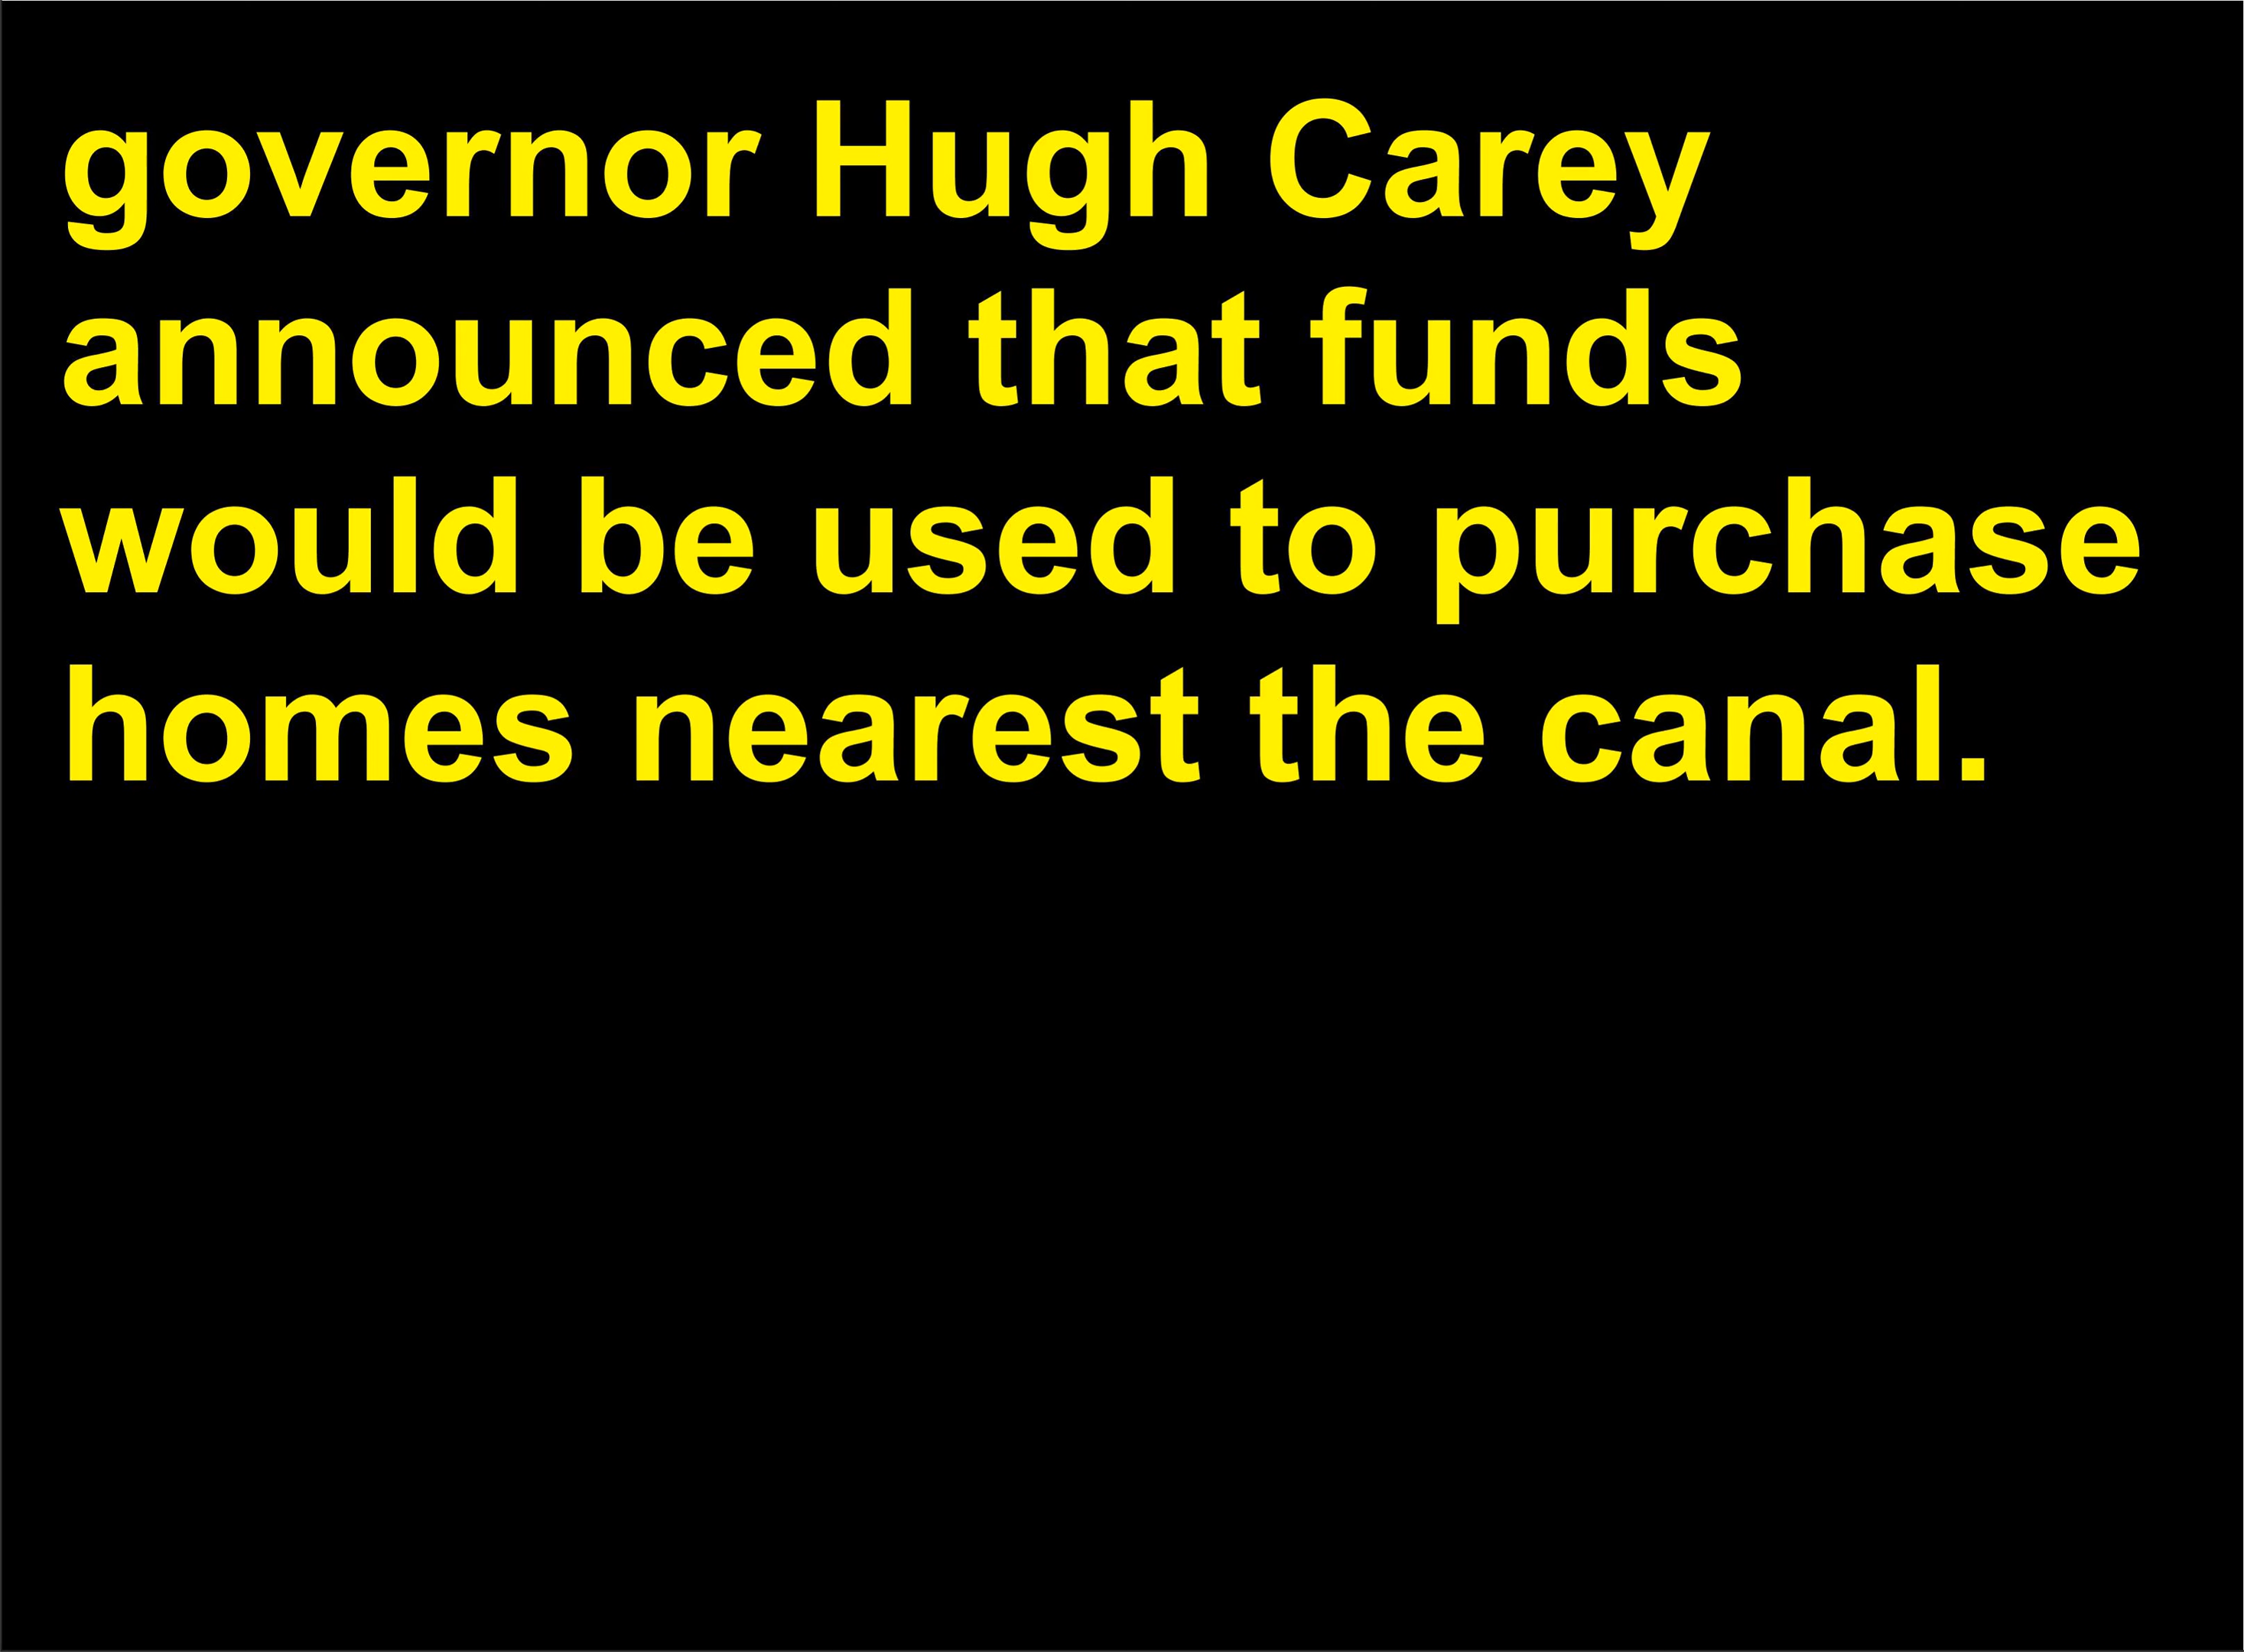 governor Hugh Carey
announced that funds
would be used to purchase
homes nearest the canal.